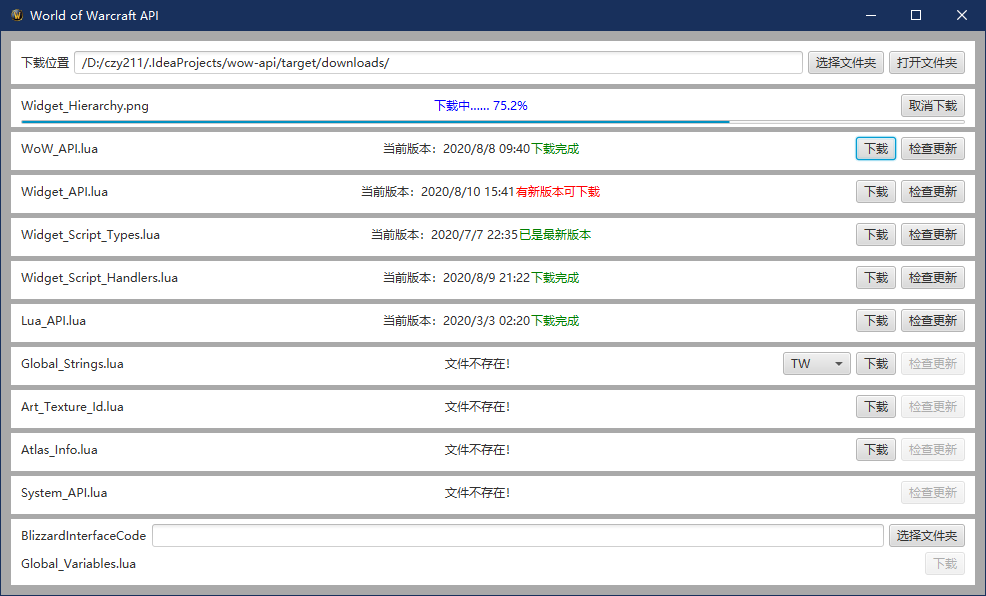 World of Warcraft API
下载位置 /D:/czy211/.IdeaProjects/wow-api/target/downloads/ 选择文件夹 打开文件夹
Widget_Hierarchy.png 下载中...... 75.2% 取消下载
WoW_API.lua 当前版本：2020/8/8 09:40下载完成 下载 检查更新
Widget_API.lua 当前版本：2020/8/10 15:41有新版本可下载 下载 检查更新
Widget_Script_Types.lua 当前版本：2020/7/7 22:35已是最新版本 下载 检查更新
Widget_Script_Handlers.lua 当前版本：2020/8/9 21:22下载完成 下载 检查更新
Lua_API.lua 当前版本：2020/3/3 02:20下载完成 下载 检查更新
Global_Strings.lua 文件不存在！ TW 下载 检查更新
Art_Texture_Id.lua 文件不存在！ 下载 检查更新
Atlas_Info.lua 文件不存在！ 下载 检查更新
System_API.lua 文件不存在！ 检查更新
BlizzardInterfaceCode 选择文件夹
Global_Variables.lua 下载